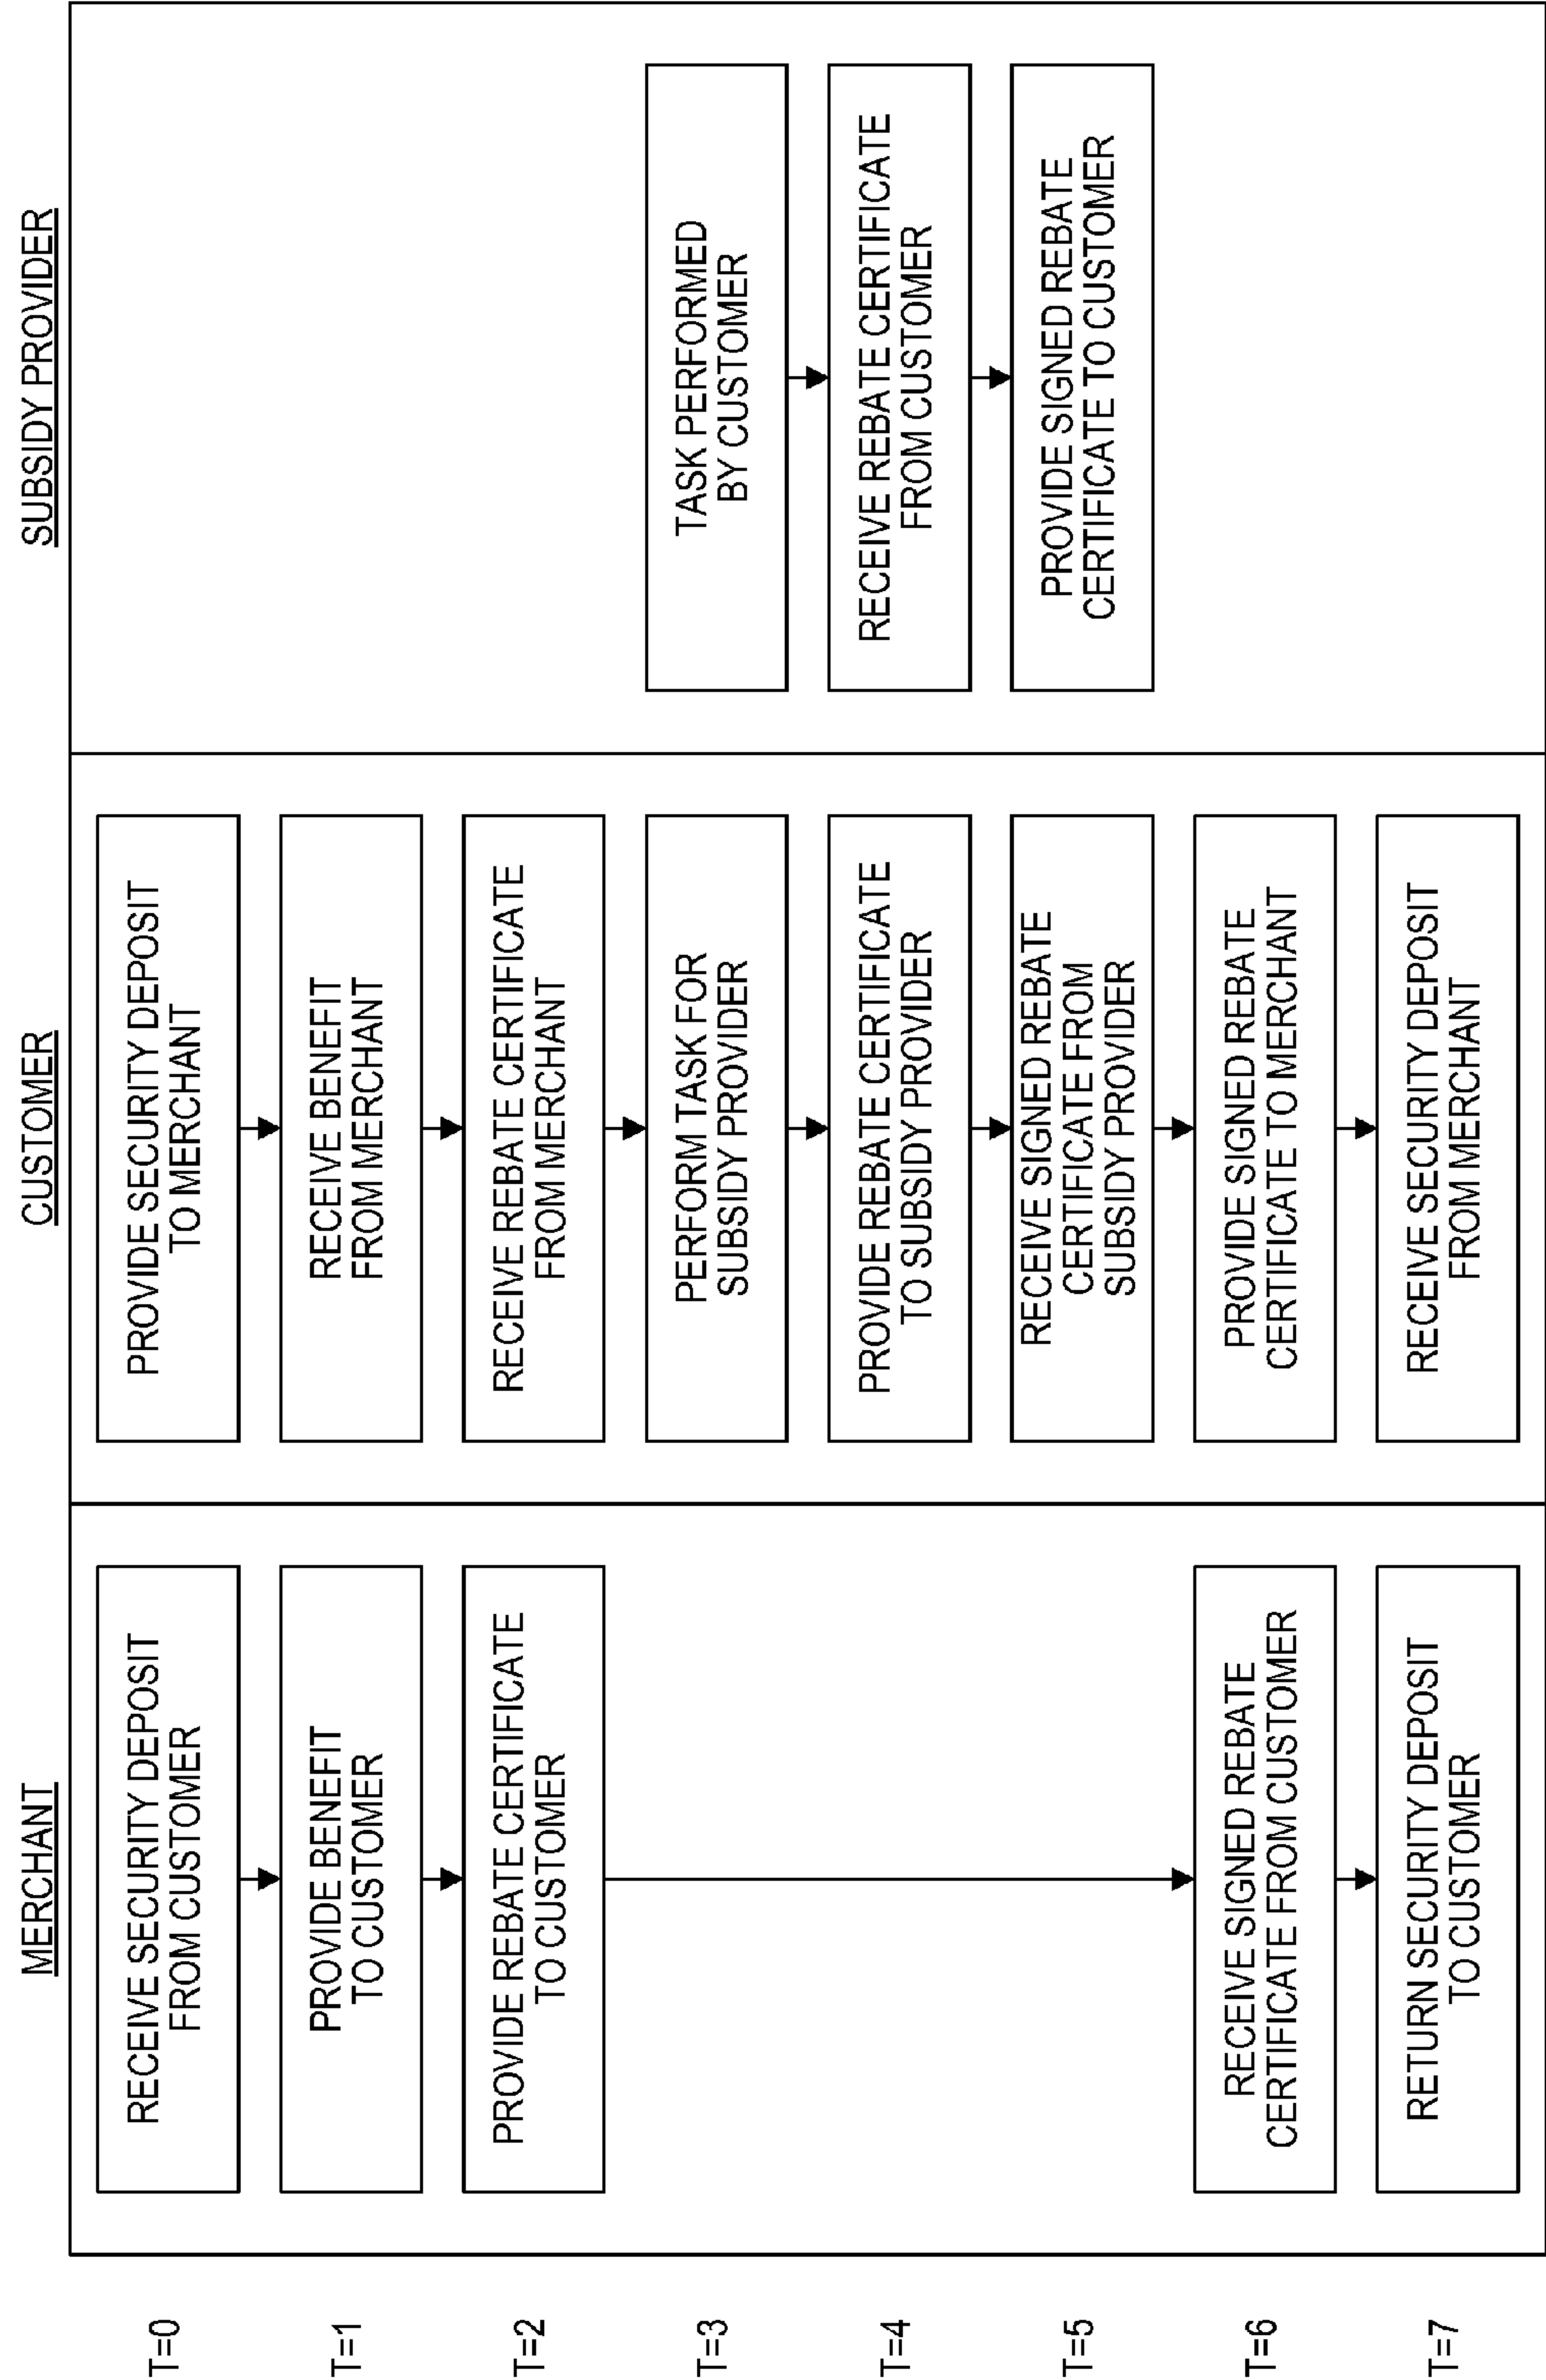 MERCHANT
CUSTOMER
SUBSIDY PROVIDER
T=0
RECEIVE SECURITY DEPOSIT
FROM CUSTOMER
PROVIDE SECURITY DEPOSIT
TO MERCHANT
T=1
PROVIDE BENEFIT
TO CUSTOMER
RECEIVE BENEFIT
FROM MERCHANT
T=2
PROVIDE REBATE CERTIFICATE
TO CUSTOMER
RECEIVE REBATE CERTIFICATE
FROM MERCHANT
T=3
PERFORM TASK FOR
SUBSIDY PROVIDER
TASK PERFORMED
BY CUSTOMER
T=4
PROVIDE REBATE CERTIFICATE
TO SUBSIDY PROVIDER
RECEIVE REBATE CERTIFICATE
FROM CUSTOMER
T=5
RECEIVE SIGNED REBATE
CERTIFICATE FROM
SUBSIDY PROVIDER
PROVIDE SIGNED REBATE
CERTIFICATE TO CUSTOMER
T=6
RECEIVE SIGNED REBATE
CERTIFICATE FROM CUSTOMER
PROVIDE SIGNED REBATE
CERTIFICATE TO MERCHANT
T=7
RETURN SECURITY DEPOSIT
TO CUSTOMER
RECEIVE SECURITY DEPOSIT
FROM MERCHANT